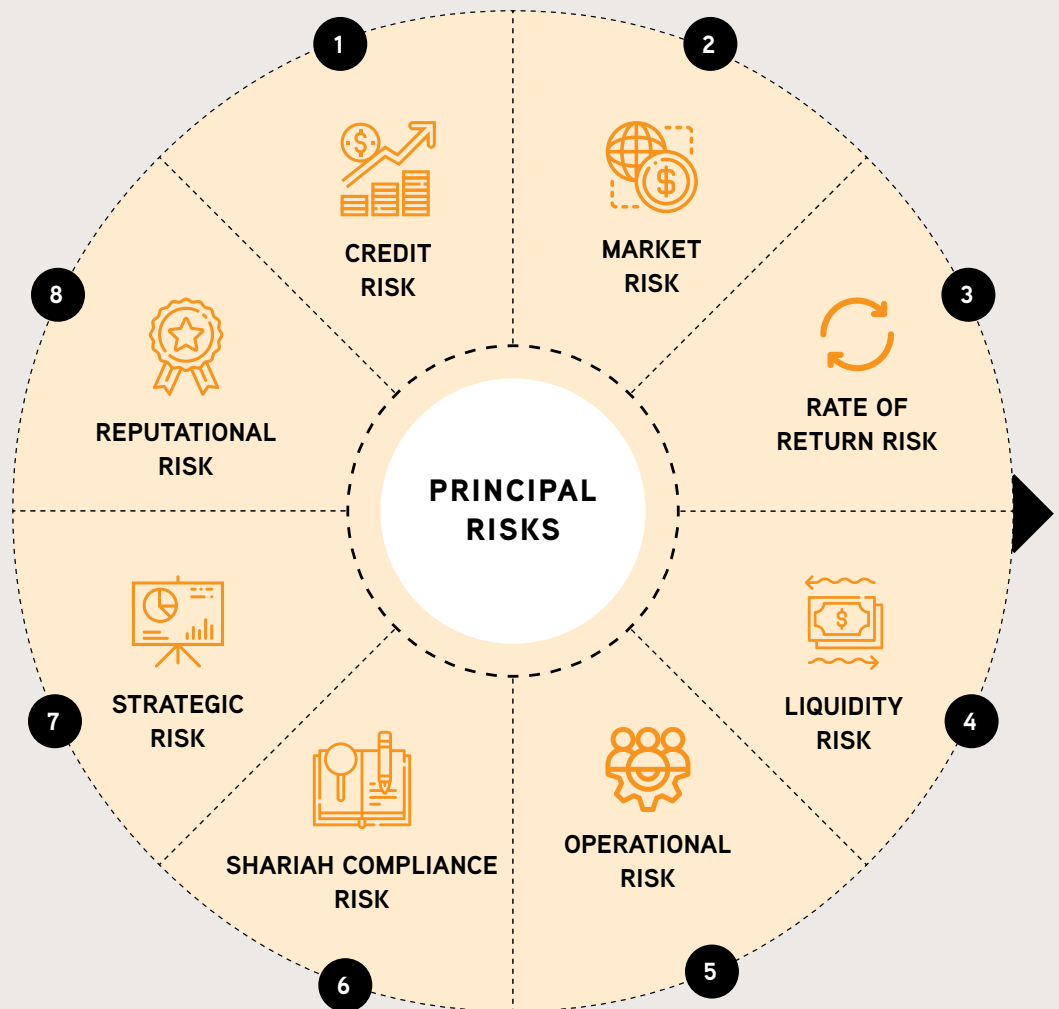 1
CREDIT
RISK
2
MARKET
RISK
3
RATE OF
RETURN RISK
4
LIQUIDITY
RISK
5
OPERATIONAL
RISK
6
SHARIAH COMPLIANCE
RISK
7
STRATEGIC
RISK
8
REPUTATIONAL
RISK
PRINCIPAL
RISKS